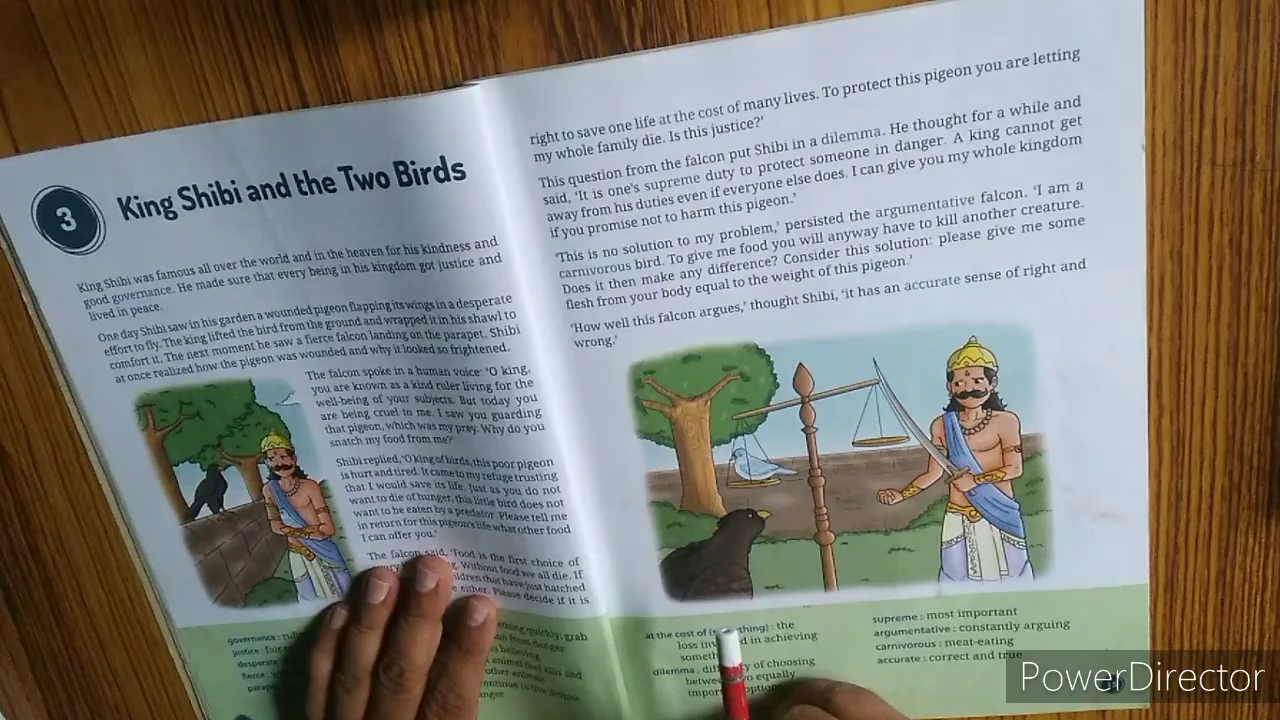 3
King Shibi and the Two Birds
King Shibi was famous all over the world and in the heaven for his kindness and
good governance. He made sure that every being in his kingdom got justice and
lived in peace.
One day Shibi saw in his garden a wounded pigeon flapping its wings in a desperate
effort to fly. The king lifted the bird from the ground and wrapped it in his shawl to
comfort it. The next moment he saw a fierce falcon landing on the parapet. Shibi
at once realized how the pigeon was wounded and why it looked so frightened.
The falcon spoke in a human voice: 'O king,
you are known as a kind ruler living for the
well-being of your subjects. But today you
are being cruel to me. I saw you guarding
that pigeon, which was my prey. Why do you
snatch my food from me?'
Shibi replied, 'O king of birds, this poor pigeon
is hurt and tired. It came to my refuge trusting
that I would save its life. Just as you do not
want to die of hunger, this little bird does not
want to be eaten by a predator. Please tell me
in return for this pigeon's life what other food
I can offer you.'
The falcon said, 'Food is the first choice of
Without food we all die. If
that have just hatched
either. Please decide if it is
governance :
justice :
desperate
fierce
quickly, grab
from danger
believing
animal that kills and
other animals
continue to live despite
right to save one life at the cost of many lives. To protect this pigeon you are letting
my whole family die. Is this justice?'
This question from the falcon put Shibi in a dilemma. He thought for a while and
said, 'It is one's supreme duty to protect someone in danger. A king cannot get
away from his duties even if everyone else does. I can give you my whole kingdom
if you promise not to harm this pigeon.'
'This is no solution to my problem,' persisted the argumentative falcon. 'I am a
carnivorous bird. To give me food you will anyway have to kill another creature.
Does it then make any difference? Consider this solution: please give me some
flesh from your body equal to the weight of this pigeon.'
'How well this falcon argues,' thought Shibi, 'it has an accurate sense of right and
wrong.'
at the cost of : the
loss in achieving
dilemma : of choosing
equally
supreme : most important
argumentative : constantly arguing
carnivorous : meat-eating
accurate : correct and true
PowerDirector